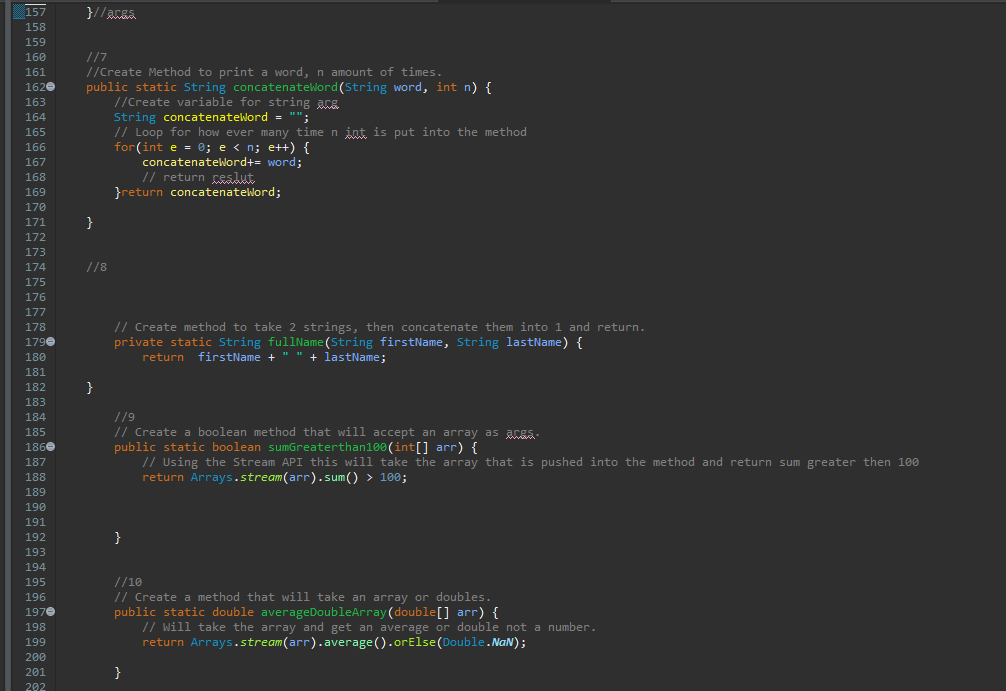 157 }//args
158
159
160 //7
161 //Create Method to print a word, n amount of times.
162 public static String concatenateWord(String word, int n) {
163 //Create variable for string arg
164 String concatenateWord = "";
165 // Loop for how ever many time n int is put into the method
166 for(int e = 0; e < n; e++) {
167 concatenateWord+= word;
168 // return reslut
169 }return concatenateWord;
170
171 }
172
173
174 //8
175
176
177
178 // Create method to take 2 strings, then concatenate them into 1 and return.
179 private static String fullName(String firstName, String lastName) {
180 return  firstName + " " + lastName;
181
182 }
183
184 //9
185 // Create a boolean method that will accept an array as args.
186 public static boolean sumGreaterthan100(int[] arr) {
187 // Using the Stream API this will take the array that is pushed into the method and return sum greater then 100
188 return Arrays.stream(arr).sum() > 100;
189
190
191
192 }
193
194
195 //10
196 // Create a method that will take an array or doubles.
197 public static double averageDoubleArray(double[] arr) {
198 // Will take the array and get an average or double not a number.
199 return Arrays.stream(arr).average().orElse(Double.NaN);
200
201 }
202